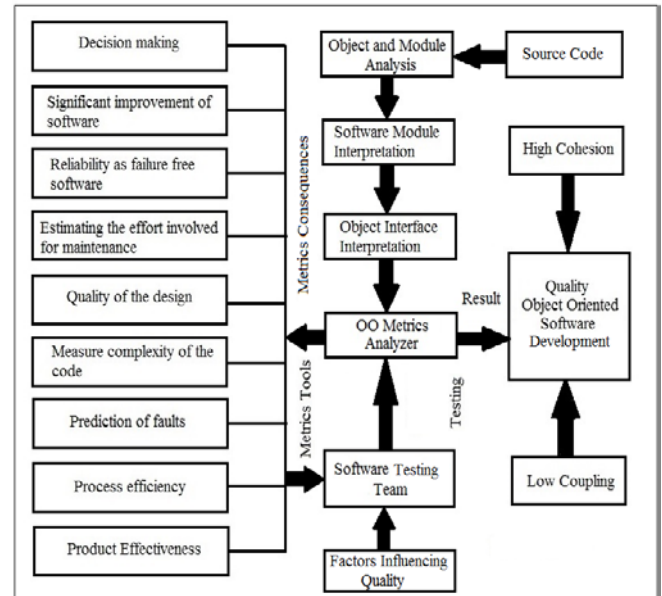 Decision making
Significant improvement of
software
Reliability as failure free
software
Estimating the effort involved
for maintenance
Quality of the design
Measure complexity of the
code
Prediction of faults
Process efficiency
Product Effectiveness
Metrics Consequences
Metrics Tools
Object and Module
Analysis
Source Code
Software Module
Interpretation
Object Interface
Interpretation
OO Metrics
Analyzer
Software Testing
Team
Factors Influencing
Quality
Result
Testing
High Cohesion
Quality
Object Oriented
Software
Development
Low Coupling